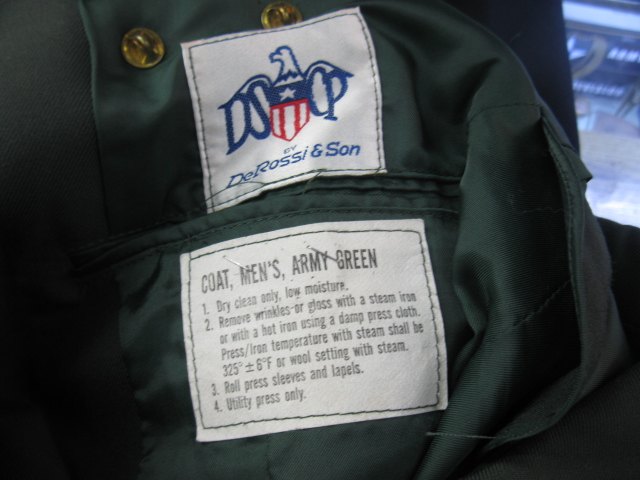 DSCP
BY
DeRossi & Son
COAT, MEN'S, ARMY GREEN
1. Dry clean only, low moisture.
2. Remove wrinkles or gloss with a steam iron
or with a hot iron using a damp press cloth.
Press/Iron temperature with steam shall be
325° ± 6°F or wool setting with steam.
3. Roll press sleeves and lapels.
4. Utility press only.